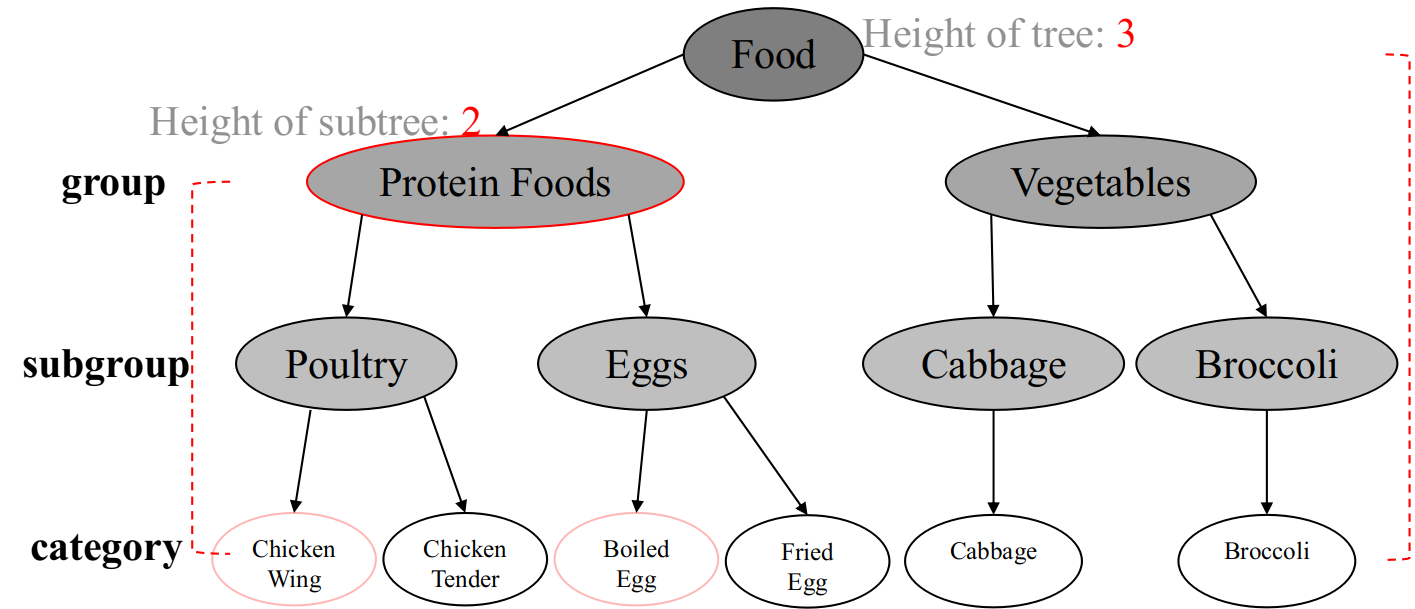 Food
Height of tree: 3
Height of subtree: 2
group
Protein Foods
Vegetables
subgroup
Poultry
Eggs
Cabbage
Broccoli
category
Chicken
Wing
Chicken
Tender
Boiled
Egg
Fried
Egg
Cabbage
Broccoli